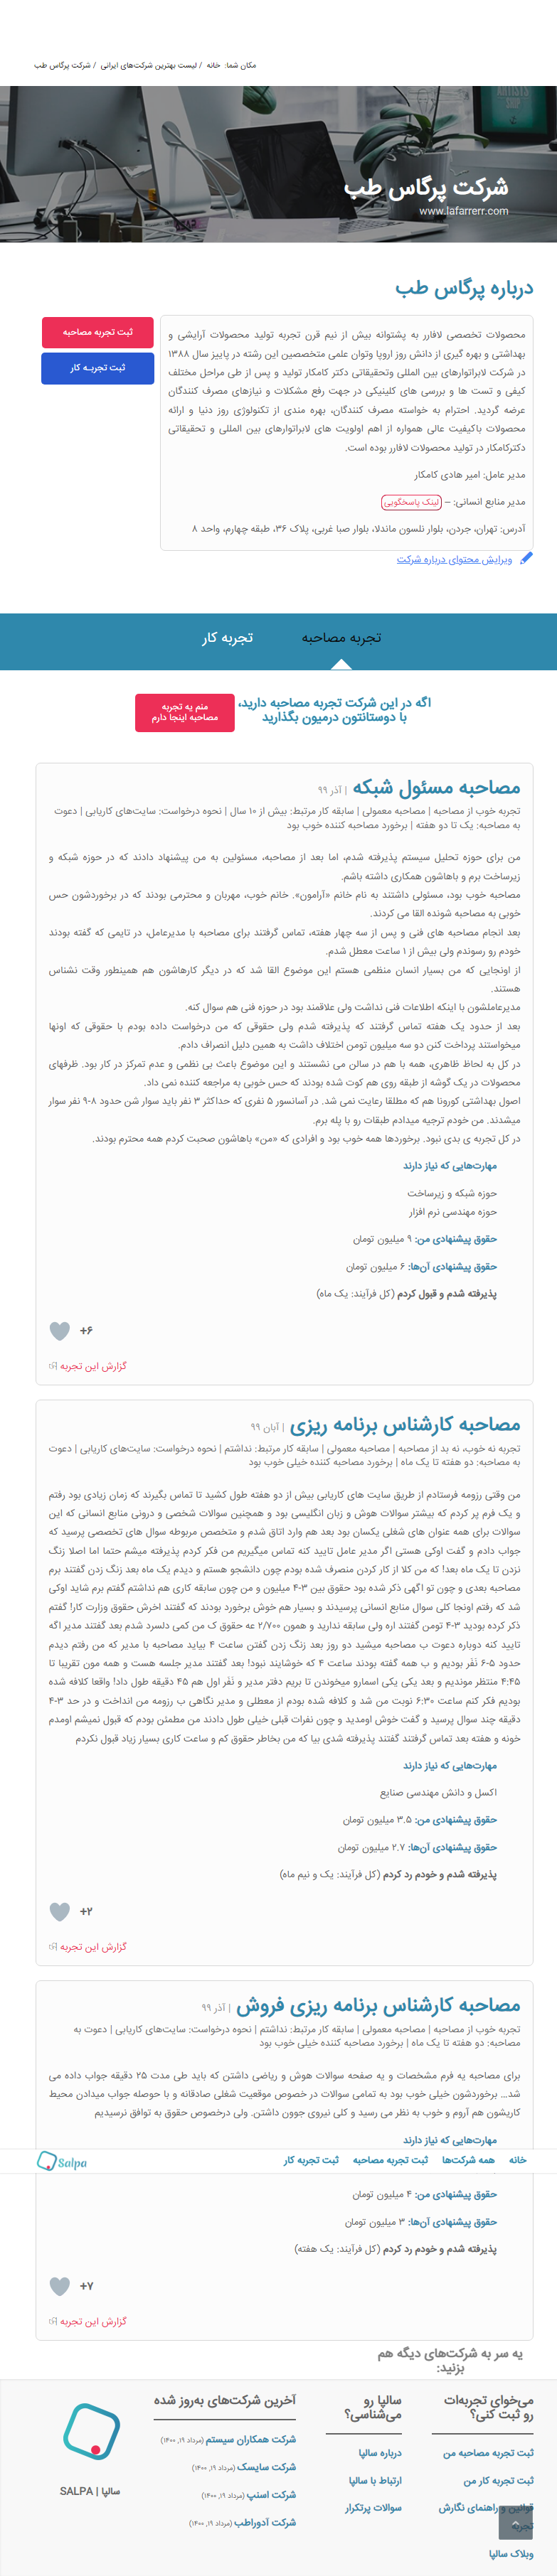 مکان شما: خانه / لیست بهترین شرکت‌های ایرانی / شرکت پرگاس طب
ARTISTS
شرکت پرگاس طب
www.lafarrerr.com
درباره پرگاس طب
ثبت تجربه مصاحبه
ثبت تجربـه کار
محصولات تخصصی لافارر به پشتوانه بیش از نیم قرن تجربه تولید محصولات آرایشی و
بهداشتی و بهره گیری از دانش روز اروپا وتوان علمی متخصصین این رشته در پاییز سال ۱۳۸۸
در شرکت لابراتوارهای بین المللی وتحقیقاتی دکتر کامکار تولید و پس از طی مراحل مختلف
کیفی و تست ها و بررسی های کلینیکی در جهت رفع مشکلات و نیازهای مصرف کنندگان
عرضه گردید. احترام به خواسته مصرف کنندگان، بهره مندی از تکنولوژی روز دنیا و ارائه
محصولات باکیفیت عالی همواره از اهم اولویت های لابراتوارهای بین المللی و تحقیقاتی
دکترکامکار در تولید محصولات لافارر بوده است.
مدیر عامل: امیر هادی کامکار
مدیر منابع انسانی: – لینک پاسخگویی
آدرس: تهران، جردن، بلوار نلسون ماندلا، بلوار صبا غربی، پلاک ۳۶، طبقه چهارم، واحد ۸
ویرایش محتوای درباره شرکت
تجربه مصاحبه
تجربه کار
اگه در این شرکت تجربه مصاحبه دارید،
با دوستانتون درمیون بگذارید
منم یه تجربه
مصاحبه اینجا دارم
مصاحبه مسئول شبکه | آذر ۹۹
تجربه خوب از مصاحبه | مصاحبه معمولی | سابقه کار مرتبط: بیش از ۱۰ سال | نحوه درخواست: سایت‌های کاریابی | دعوت
به مصاحبه: یک تا دو هفته | برخورد مصاحبه کننده خوب بود
من برای حوزه تحلیل سیستم پذیرفته شدم، اما بعد از مصاحبه، مسئولین به من پیشنهاد دادند که در حوزه شبکه و
زیرساخت برم و باهاشون همکاری داشته باشم.
مصاحبه خوب بود، مسئولی داشتند به نام خانم «آرامون». خانم خوب، مهربان و محترمی بودند که در برخوردشون حس
خوبی به مصاحبه شونده القا می کردند.
بعد انجام مصاحبه های فنی و پس از سه چهار هفته، تماس گرفتند برای مصاحبه با مدیرعامل، در تایمی که گفته بودند
خودم رو رسوندم ولی بیش از ۱ ساعت معطل شدم.
از اونجایی که من بسیار انسان منظمی هستم این موضوع القا شد که در دیگر کارهاشون هم همینطور وقت نشناس
هستند.
مدیرعاملشون با اینکه اطلاعات فنی نداشت ولی علاقمند بود در حوزه فنی هم سوال کنه.
بعد از حدود یک هفته تماس گرفتند که پذیرفته شدم ولی حقوقی که من درخواست داده بودم با حقوقی که اونها
میخواستند پرداخت کنن دو سه میلیون تومن اختلاف داشت به همین دلیل انصراف دادم.
در کل به لحاظ ظاهری، همه با هم در سالن می نشستند و این موضوع باعث بی نظمی و عدم تمرکز در کار بود. ظرفهای
محصولات در یک گوشه از طبقه روی هم کوت شده بودند که حس خوبی به مراجعه کننده نمی داد.
اصول بهداشتی کورونا هم که مطلقا رعایت نمی شد. در آسانسور ۵ نفری که حداکثر ۳ نفر باید سوار شن حدود ۸-۹ نفر سوار
میشدند. من خودم ترجیه میدادم طبقات رو با پله برم.
در کل تجربه ی بدی نبود. برخوردها همه خوب بود و افرادی که «من» باهاشون صحبت کردم همه محترم بودند.
مهارت‌هایی که نیاز دارند
حوزه شبکه و زیرساخت
حوزه مهندسی نرم افزار
حقوق پیشنهادی من: ۹ میلیون تومان
حقوق پیشنهادی آن‌ها: ۶ میلیون تومان
پذیرفته شدم و قبول کردم (کل فرآیند: یک ماه)
+۶
گزارش این تجربه
مصاحبه کارشناس برنامه ریزی | آبان ۹۹
تجربه نه خوب، نه بد از مصاحبه | مصاحبه معمولی | سابقه کار مرتبط: نداشتم | نحوه درخواست: سایت‌های کاریابی | دعوت
به مصاحبه: دو هفته تا یک ماه | برخورد مصاحبه کننده خیلی خوب بود
من وقتی رزومه فرستادم از طریق سایت های کاریابی بیش از دو هفته طول کشید تا تماس بگیرند که زمان زیادی بود رفتم
و یک فرم پر کردم که بیشتر سوالات هوش و زبان انگلیسی بود و همچنین سوالات شخصی و درونی منابع انسانی که این
سوالات برای همه عنوان های شغلی یکسان بود بعد هم وارد اتاق شدم و متخصص مربوطه سوال های تخصصی پرسید که
جواب دادم و گفت اوکی هستی اگر مدیر عامل تایید کنه تماس میگیریم من فکر کردم پذیرفته میشم حتما اما اصلا زنگ
نزدن تا یک ماه بعد! که من کلا از کار کردن منصرف شده بودم چون دانشجو هستم و دیدم یک ماه بعد زنگ زدن گفتند برم
مصاحبه بعدی و چون تو آگهی ذکر شده بود حقوق بین ۳-۴ میلیون و من چون سابقه کاری هم نداشتم گفتم برم شاید اوکی
شد که رفتم اونجا کلی سوال منابع انسانی پرسیدند و بسیار هم خوش برخورد بودند که گفتند اخرش حقوق وزارت کار! گفتم
ذکر کرده بودید ۳-۴ تومن گفتند اره ولی سابقه ندارید و همون ۲/۷۰۰ عه حقوق ک من کمی دلسرد شدم بعد گفتند مدیر اگه
تایید کنه دوباره دعوت ب مصاحبه میشید دو روز بعد زنگ زدن گفتن ساعت ۴ بیاید مصاحبه با مدیر که من رفتم دیدم
حدود ۵-۶ نفر بودیم و ب همه گفته بودند ساعت ۴ که خوشایند نبود! بعد گفتند مدیر جلسه هست و همه مون تقریبا تا
۴:۴۵ منتظر موندیم و بعد یکی یکی اسمارو میخوندن تا بریم دفتر مدیر و نفر اول هم ۴۵ دقیقه طول داد! واقعا کلافه شده
بودیم فکر کنم ساعت ۶:۳۰ نوبت من شد و کلافه شده بودم از معطلی و مدیر نگاهی ب رزومه من انداخت و در حد ۳-۴
دقیقه چند سوال پرسید و گفت خوش اومدید و چون نفرات قبلی خیلی طول دادند من مطمئن بودم که قبول نمیشم اومدم
خونه و هفته بعد تماس گرفتند گفتند پذیرفته شدی بیا که من بخاطر حقوق کم و ساعت کاری بسیار زیاد قبول نکردم
مهارت‌هایی که نیاز دارند
اکسل و دانش مهندسی صنایع
حقوق پیشنهادی من: ۳.۵ میلیون تومان
حقوق پیشنهادی آن‌ها: ۲.۷ میلیون تومان
پذیرفته شدم و خودم رد کردم (کل فرآیند: یک و نیم ماه)
+۲
گزارش این تجربه
مصاحبه کارشناس برنامه ریزی فروش | آذر ۹۹
تجربه خوب از مصاحبه | مصاحبه معمولی | سابقه کار مرتبط: نداشتم | نحوه درخواست: سایت‌های کاریابی | دعوت به
مصاحبه: دو هفته تا یک ماه | برخورد مصاحبه کننده خیلی خوب بود
برای مصاحبه یه فرم مشخصات و یه صفحه سوالات هوش و ریاضی داشتن که باید طی مدت ۲۵ دقیقه جواب داده می
شد... برخوردشون خیلی خوب بود به تمامی سوالات در خصوص موقعیت شغلی صادقانه و با حوصله جواب میدادن محیط
کاریشون هم آروم و خوب به نظر می رسید و کلی نیروی جوون داشتن. ولی درخصوص حقوق به توافق نرسیدیم
مهارت‌هایی که نیاز دارند
خانه
همه شرکت‌ها
ثبت تجربه مصاحبه
ثبت تجربه کار
Salpa
حقوق پیشنهادی من: ۴ میلیون تومان
حقوق پیشنهادی آن‌ها: ۳ میلیون تومان
پذیرفته شدم و خودم رد کردم (کل فرآیند: یک هفته)
+۷
گزارش این تجربه
یه سر به شرکت‌های دیگه هم
بزنید:
می‌خوای تجربه‌ات
رو ثبت کنی؟
ثبت تجربه مصاحبه من
ثبت تجربه کار من
قوانین و راهنمای نگارش
تجربه
وبلاگ سالپا
سالپا رو
می‌شناسی؟
درباره سالپا
ارتباط با سالپا
سوالات پرتکرار
آخرین شرکت‌های به‌روز شده
شرکت همکاران سیستم (مرداد ۱۹, ۱۴۰۰)
شرکت سایسک (مرداد ۱۹, ۱۴۰۰)
شرکت اسنپ (مرداد ۱۹, ۱۴۰۰)
شرکت آدوراطب (مرداد ۱۹, ۱۴۰۰)
سالپا | SALPA